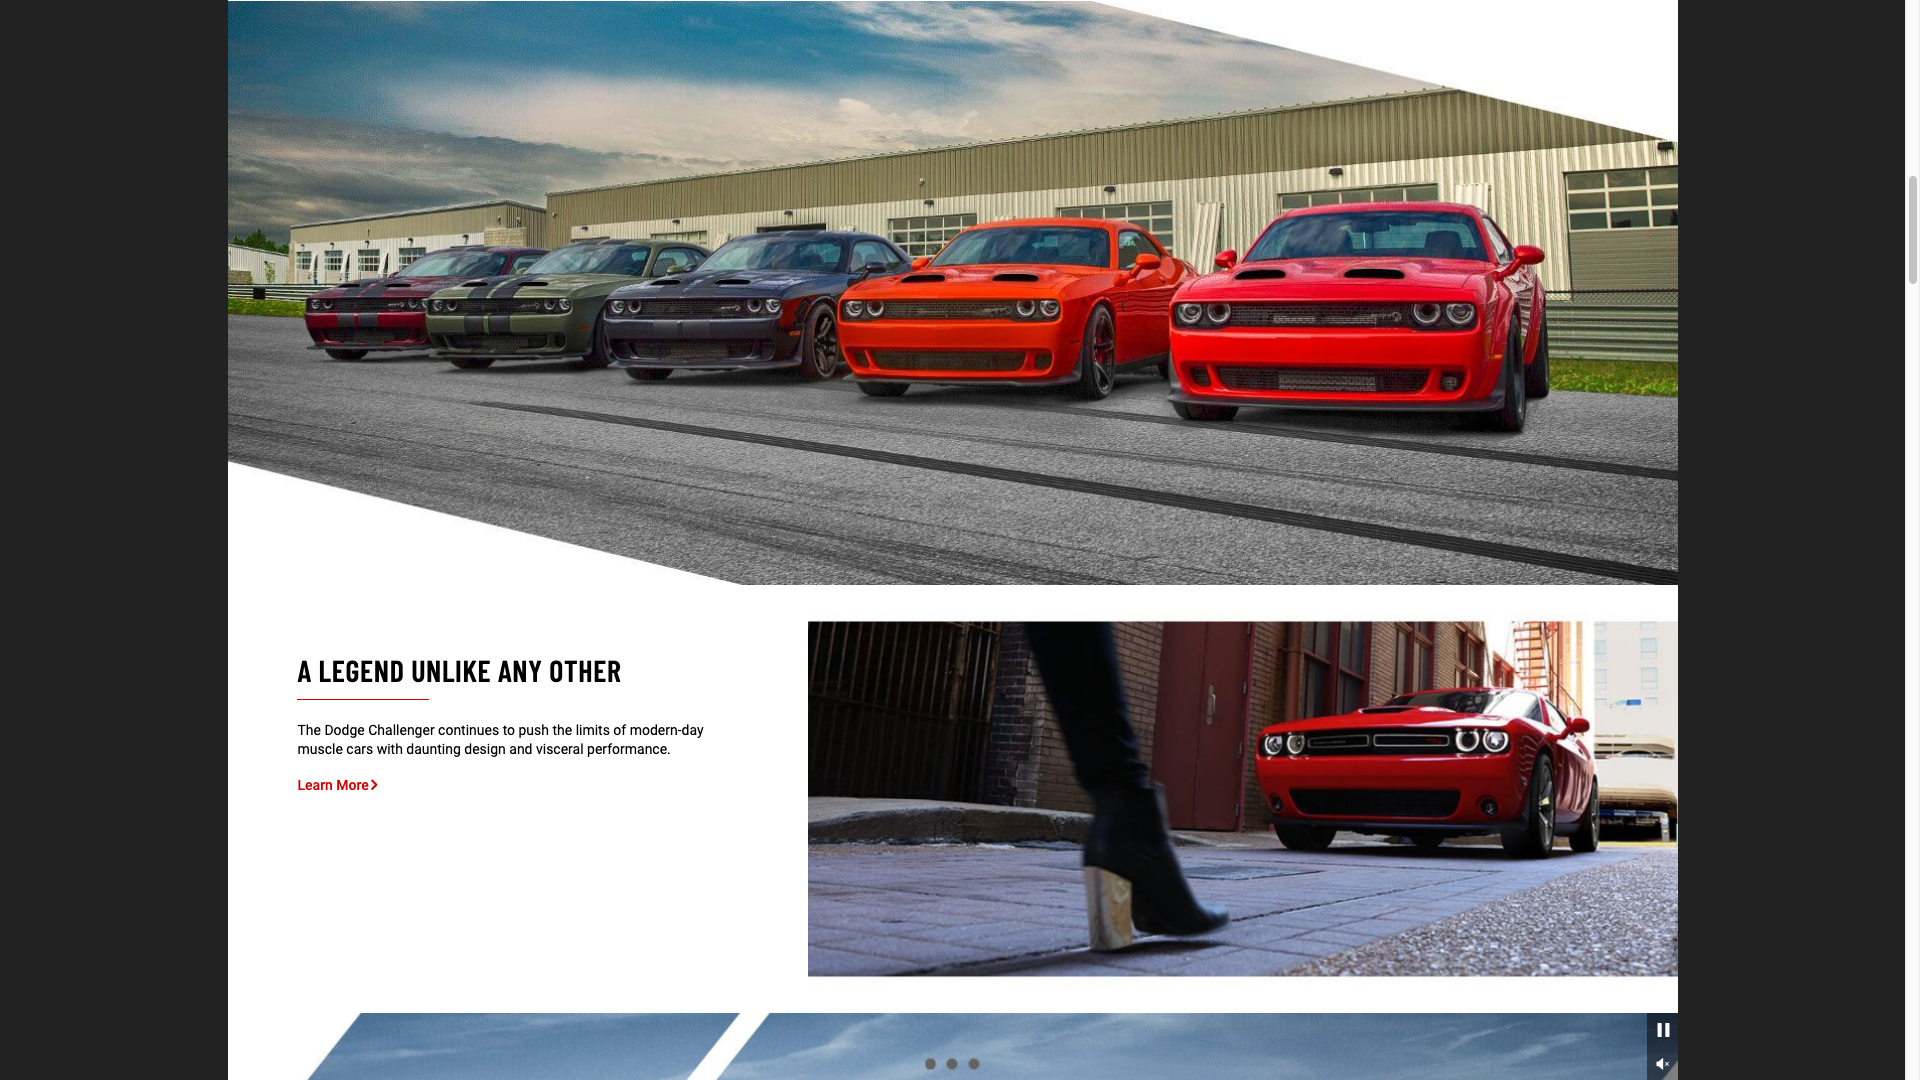 A LEGEND UNLIKE ANY OTHER
The Dodge Challenger continues to push the limits of modern-day
muscle cars with daunting design and visceral performance.
Learn More